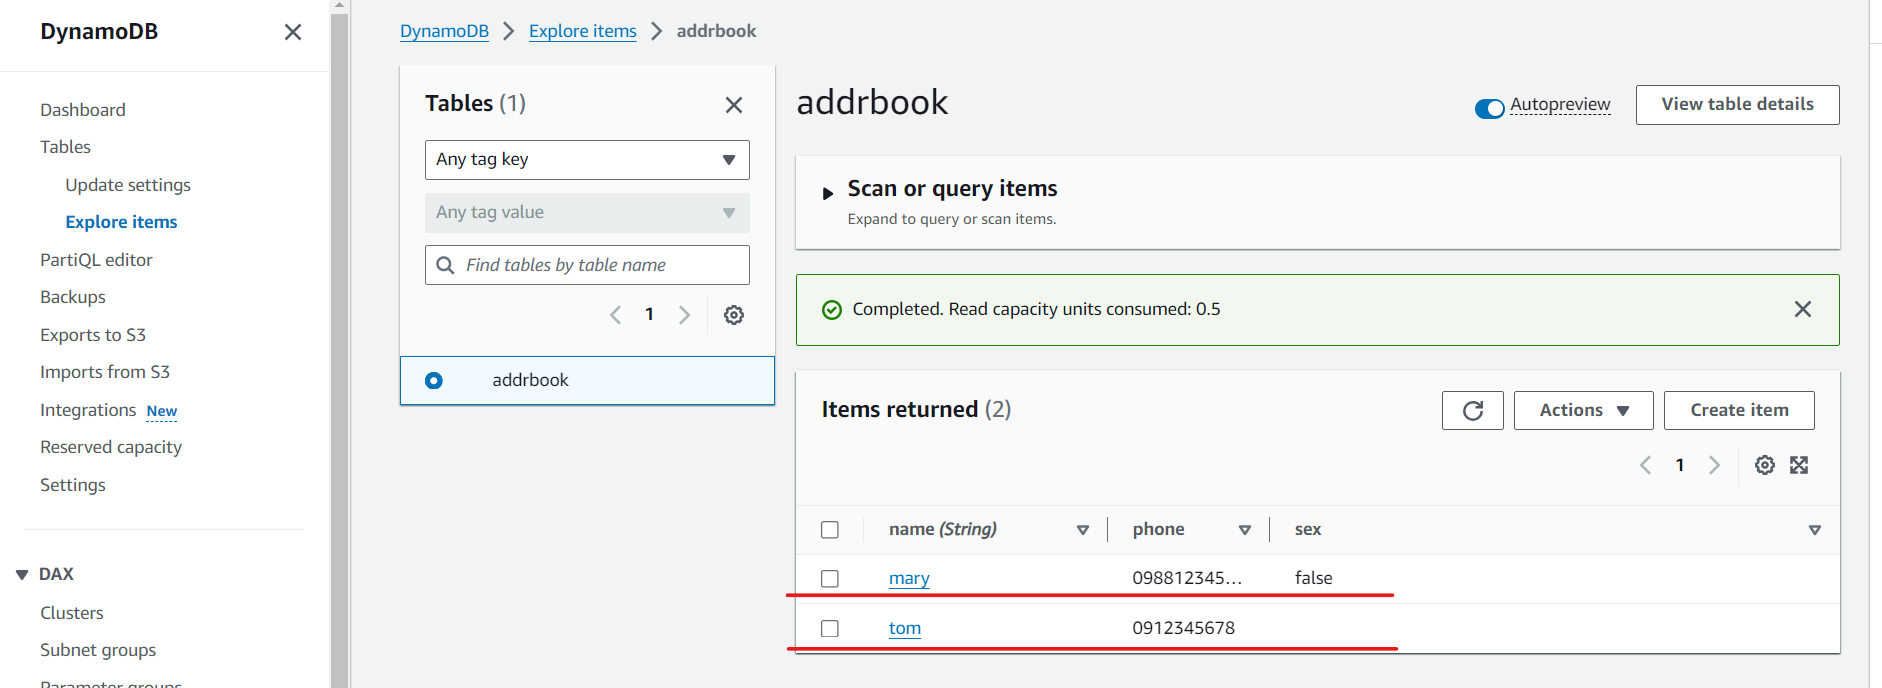 DynamoDB
Dashboard
Tables
Update settings
Explore items
PartiQL editor
Backups
Exports to S3
Imports from S3
Integrations New
Reserved capacity
Settings
DAX
Clusters
Subnet groups
Parameter groups
DynamoDB Explore items addrbook
Tables (1)
Any tag key
Any tag value
Find tables by table name
1
addrbook
addrbook
Autopreview
View table details
Scan or query items
Expand to query or scan items.
Completed. Read capacity units consumed: 0.5
Items returned (2)
Actions
Create item
1
name (String) phone sex
mary 098812345... false
tom 0912345678